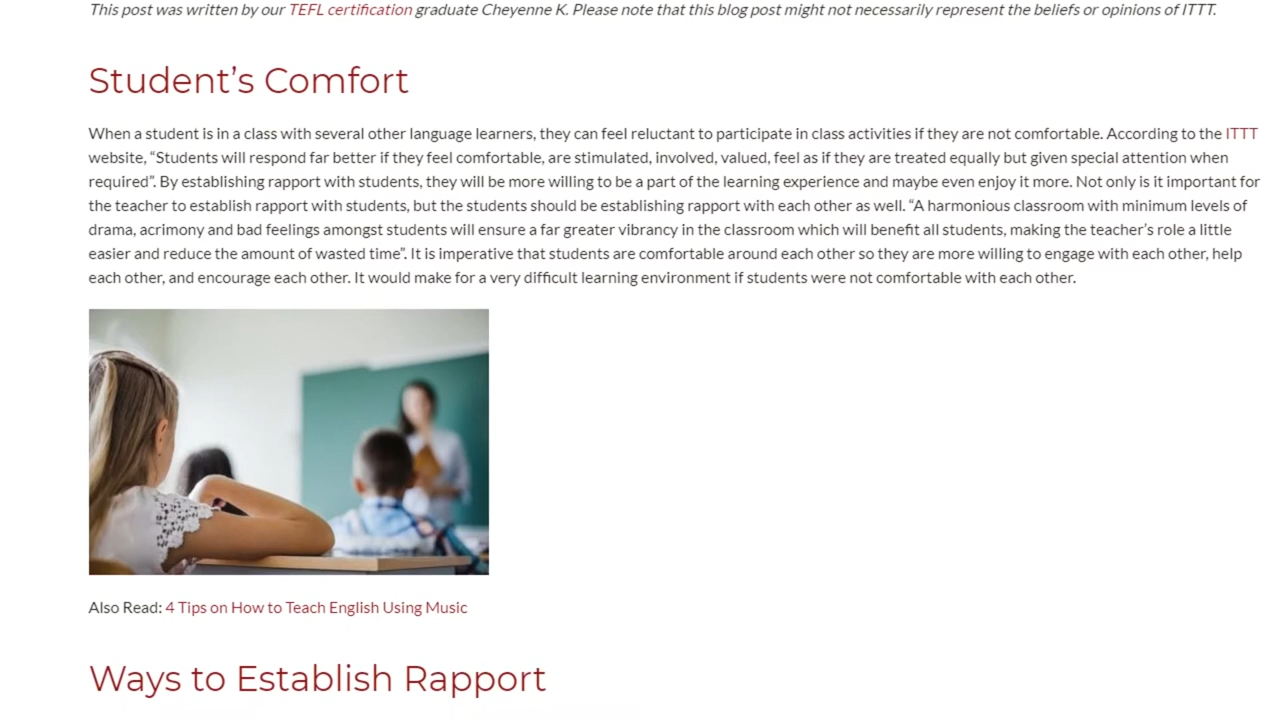 This post was written by our TEFL certification graduate Cheyenne K. Please note that this blog post might not necessarily represent the beliefs or opinions of ITTT.
Student’s Comfort
When a student is in a class with several other language learners, they can feel reluctant to participate in class activities if they are not comfortable. According to the ITTT
website, “Students will respond far better if they feel comfortable, are stimulated, involved, valued, feel as if they are treated equally but given special attention when
required”. By establishing rapport with students, they will be more willing to be a part of the learning experience and maybe even enjoy it more. Not only is it important for
the teacher to establish rapport with students, but the students should be establishing rapport with each other as well. “A harmonious classroom with minimum levels of
drama, acrimony and bad feelings amongst students will ensure a far greater vibrancy in the classroom which will benefit all students, making the teacher’s role a little
easier and reduce the amount of wasted time”. It is imperative that students are comfortable around each other so they are more willing to engage with each other, help
each other, and encourage each other. It would make for a very difficult learning environment if students were not comfortable with each other.
Also Read: 4 Tips on How to Teach English Using Music
Ways to Establish Rapport